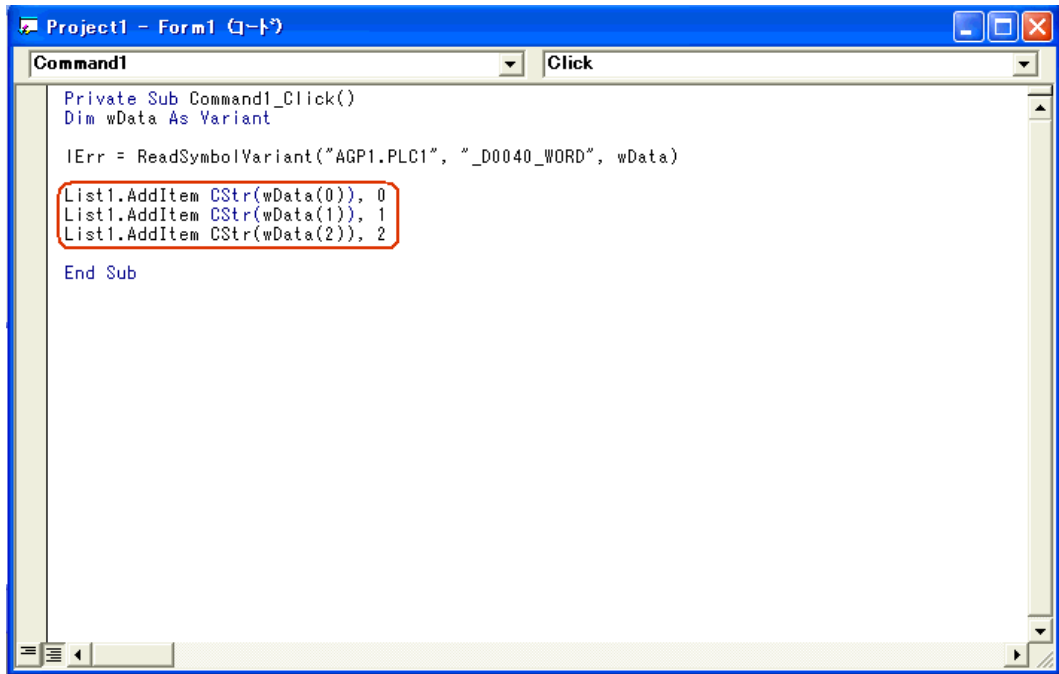 Project1 - Form1 (コード)
Command1
Click
Private Sub Command1_Click()
Dim wData As Variant
lErr = ReadSymbolVariant("AGP1.PLC1", "_D0040_WORD", wData)
List1.AddItem CStr(wData(0)), 0
List1.AddItem CStr(wData(1)), 1
List1.AddItem CStr(wData(2)), 2
End Sub